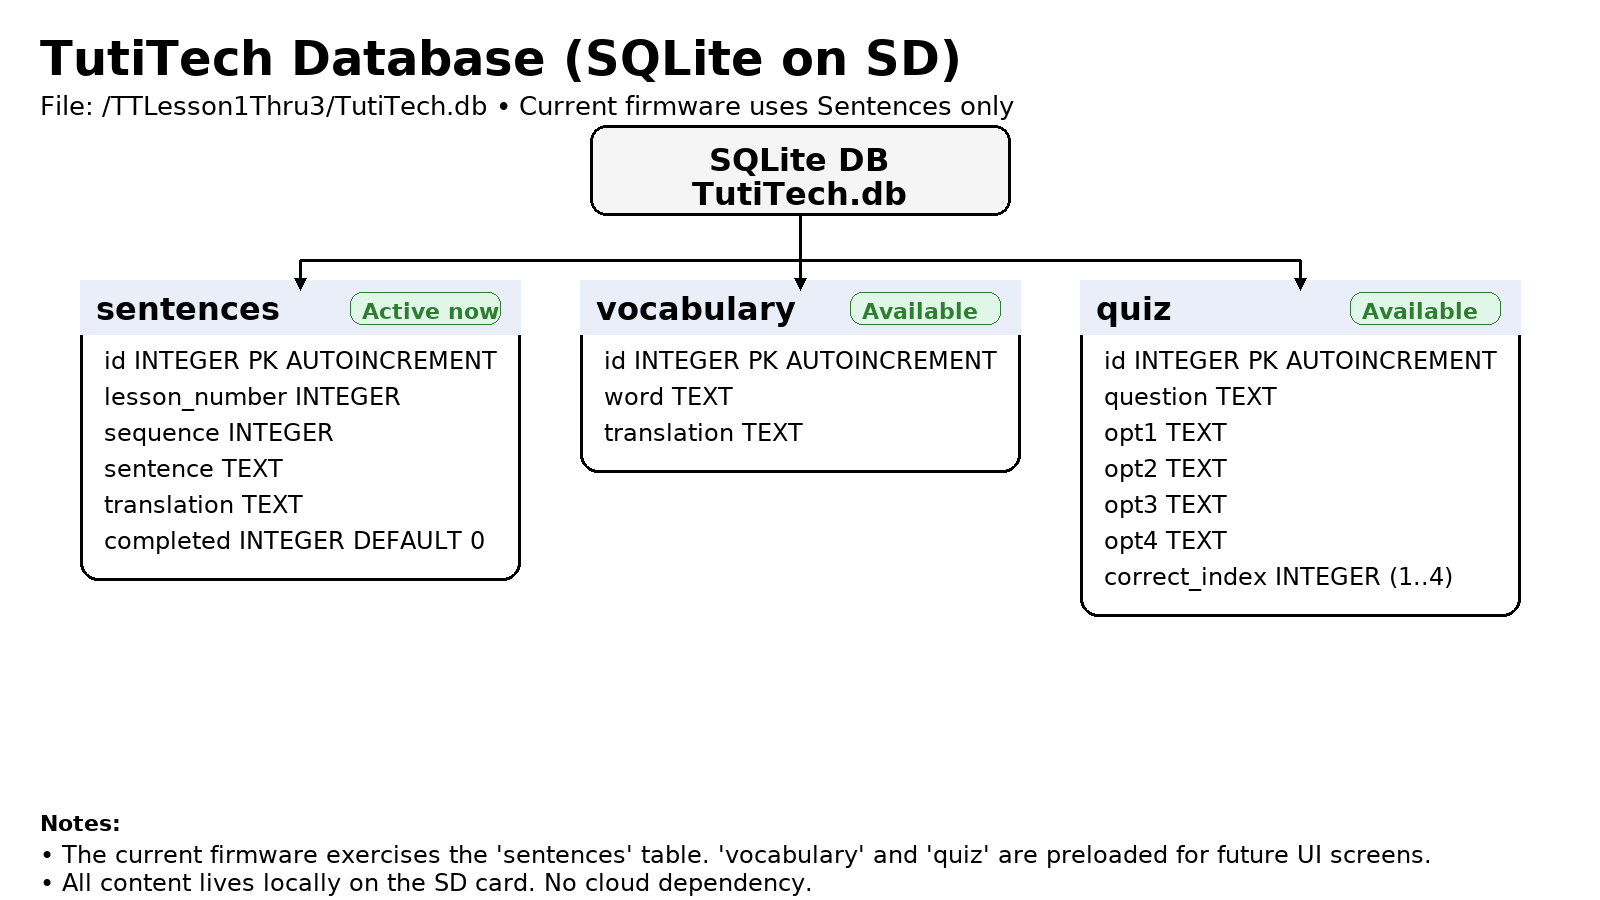 TutiTech Database (SQLite on SD)
File: /TTLesson1Thru3/TutiTech.db • Current firmware uses Sentences only
SQLite DB
TutiTech.db
sentences
Active now
id INTEGER PK AUTOINCREMENT
lesson_number INTEGER
sequence INTEGER
sentence TEXT
translation TEXT
completed INTEGER DEFAULT 0
vocabulary
Available
id INTEGER PK AUTOINCREMENT
word TEXT
translation TEXT
quiz
Available
id INTEGER PK AUTOINCREMENT
question TEXT
opt1 TEXT
opt2 TEXT
opt3 TEXT
opt4 TEXT
correct_index INTEGER (1..4)
Notes:
• The current firmware exercises the 'sentences' table. 'vocabulary' and 'quiz' are preloaded for future UI screens.
• All content lives locally on the SD card. No cloud dependency.